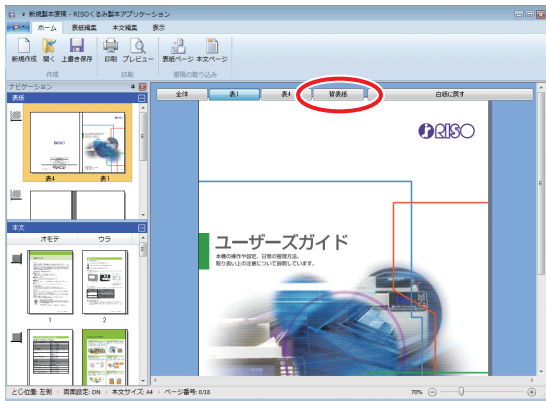 新規製本原稿 - RISOくるみ製本アプリケーション
ホーム 表紙編集 本文編集 表示
新規作成 開く 上書き保存 印刷 プレビュー 表紙ページ 本文ページ
作成 印刷 原稿の取り込み
ナビゲーション
表紙
全体 表1 表4 背表紙 白紙に戻す
RISO
表4 表1
本文
オモテ ウラ
1 2
ユーザーズガイド
本機の操作や設定、日常の管理方法、
取り扱い上の注意について説明しています。
とじ位置: 左側 頁面設定: ON 本文サイズ: A4 ページ番号: 0/18 70%